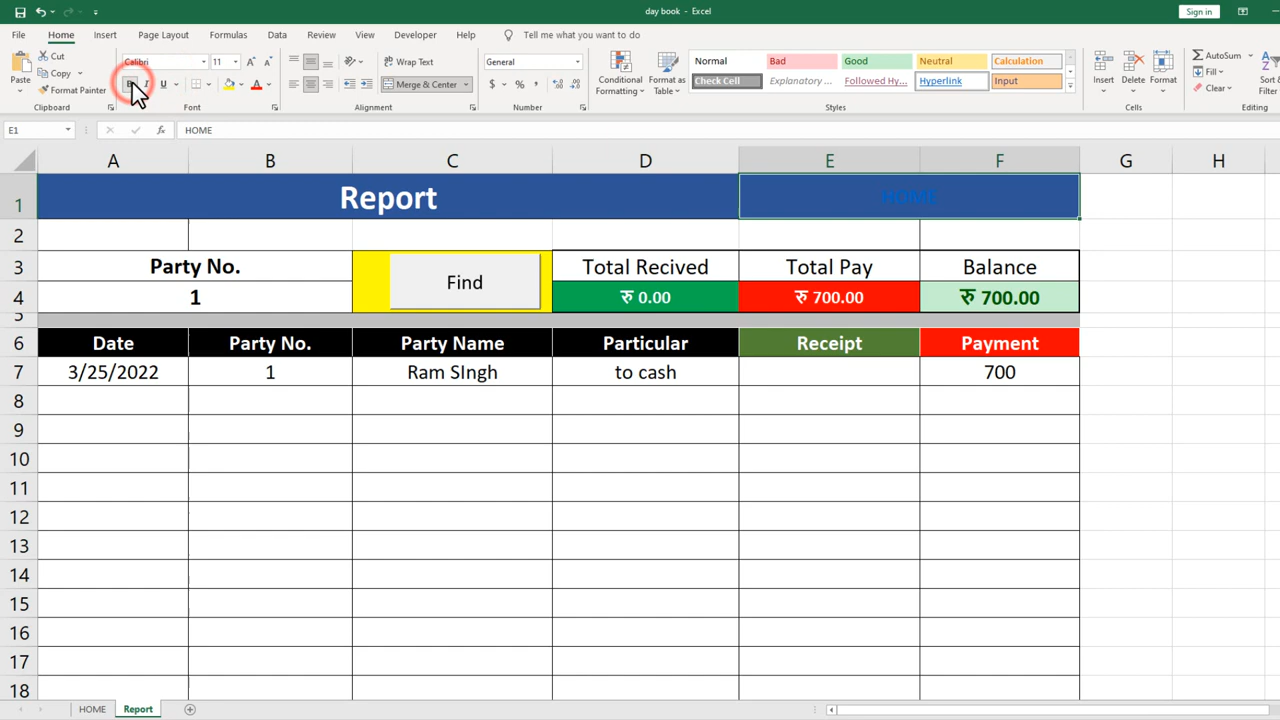 day book - Excel
Sign in
File Home Insert Page Layout Formulas Data Developer Review View Developer Help Tell me what you want to do
Paste
Cut
Copy
Format Painter
Clipboard
Calibri 11
B I U
Font
Wrap Text
Merge & Center
Alignment
General
$ % ,
Number
Conditional Formatting
Format as Table
Normal Bad Good Neutral Calculation
Check Cell Explanatory ... Followed Hy... Hyperlink Input
Styles
Insert Delete Format
Cells
AutoSum
Fill
Clear
Sort
Filter
Editing
E1 fx HOME
A B C D E F G H
1 Report HOME
2
3 Party No. Find Total Recived Total Pay Balance
4 1 रु 0.00 रु 700.00 रु 700.00
5
6 Date Party No. Party Name Particular Receipt Payment
7 3/25/2022 1 Ram SIngh to cash 700
8
9
10
11
12
13
14
15
16
17
18
HOME Report